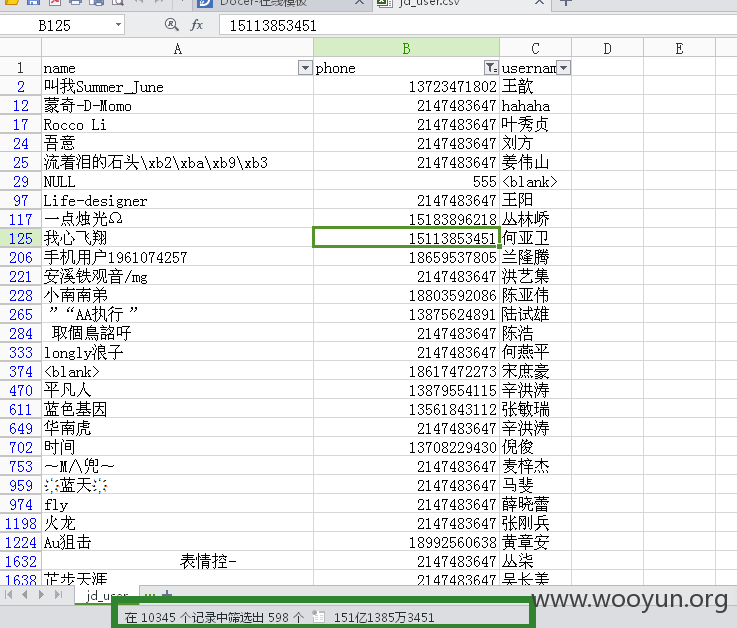 Docer-在线模板 jd_user.csv
B125 fx 15113853451
A B C D E
1 name phone usernam
2 叫我Summer_June 13723471802 王歆
12 蒙奇-D-Momo 2147483647 hahaha
17 Rocco Li 2147483647 叶秀贞
24 吾意 2147483647 刘方
25 流着泪的石头\xb2\xba\xb9\xb3 2147483647 姜伟山
29 NULL 555 <blank>
97 Life-designer 2147483647 王阳
117 一点烛光Ω 15183896218 丛林峤
125 我心飞翔 15113853451 何亚卫
206 手机用户1961074257 18659537805 兰隆腾
221 安溪铁观音/mg 2147483647 洪艺集
228 小南南弟 18803592086 陈亚伟
265 ”“AA执行 ” 13875624891 陆试雄
284 取個鳥詻吇 2147483647 陈浩
333 longly浪子 2147483647 何燕平
374 <blank> 18617472273 宋庶豪
470 平凡人 13879554115 辛洪涛
611 蓝色基因 13561843112 张敏瑞
649 华南虎 2147483647 辛洪涛
702 时间 13708229430 倪俊
753 ～M/\兜～ 2147483647 麦梓杰
959 蓝天 2147483647 马斐
974 fly 2147483647 薛晓蕾
1198 火龙 2147483647 张刚兵
1224 Au狙击 18992560638 黄章安
1632 表情控- 2147483647 丛柒
1638 芷步天涯 2147483647 吴长美
jd_user ...
www.wooyun.org
在 10345 个记录中筛选出 598 个 151亿1385万3451